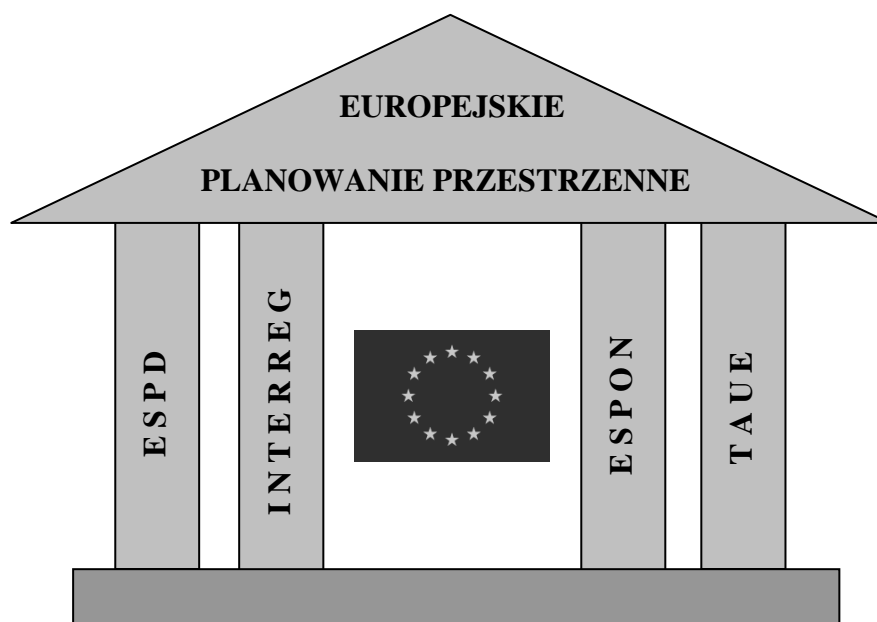 EUROPEJSKIE
PLANOWANIE PRZESTRZENNE
ESPD
INTERREG
ESPON
TAUE